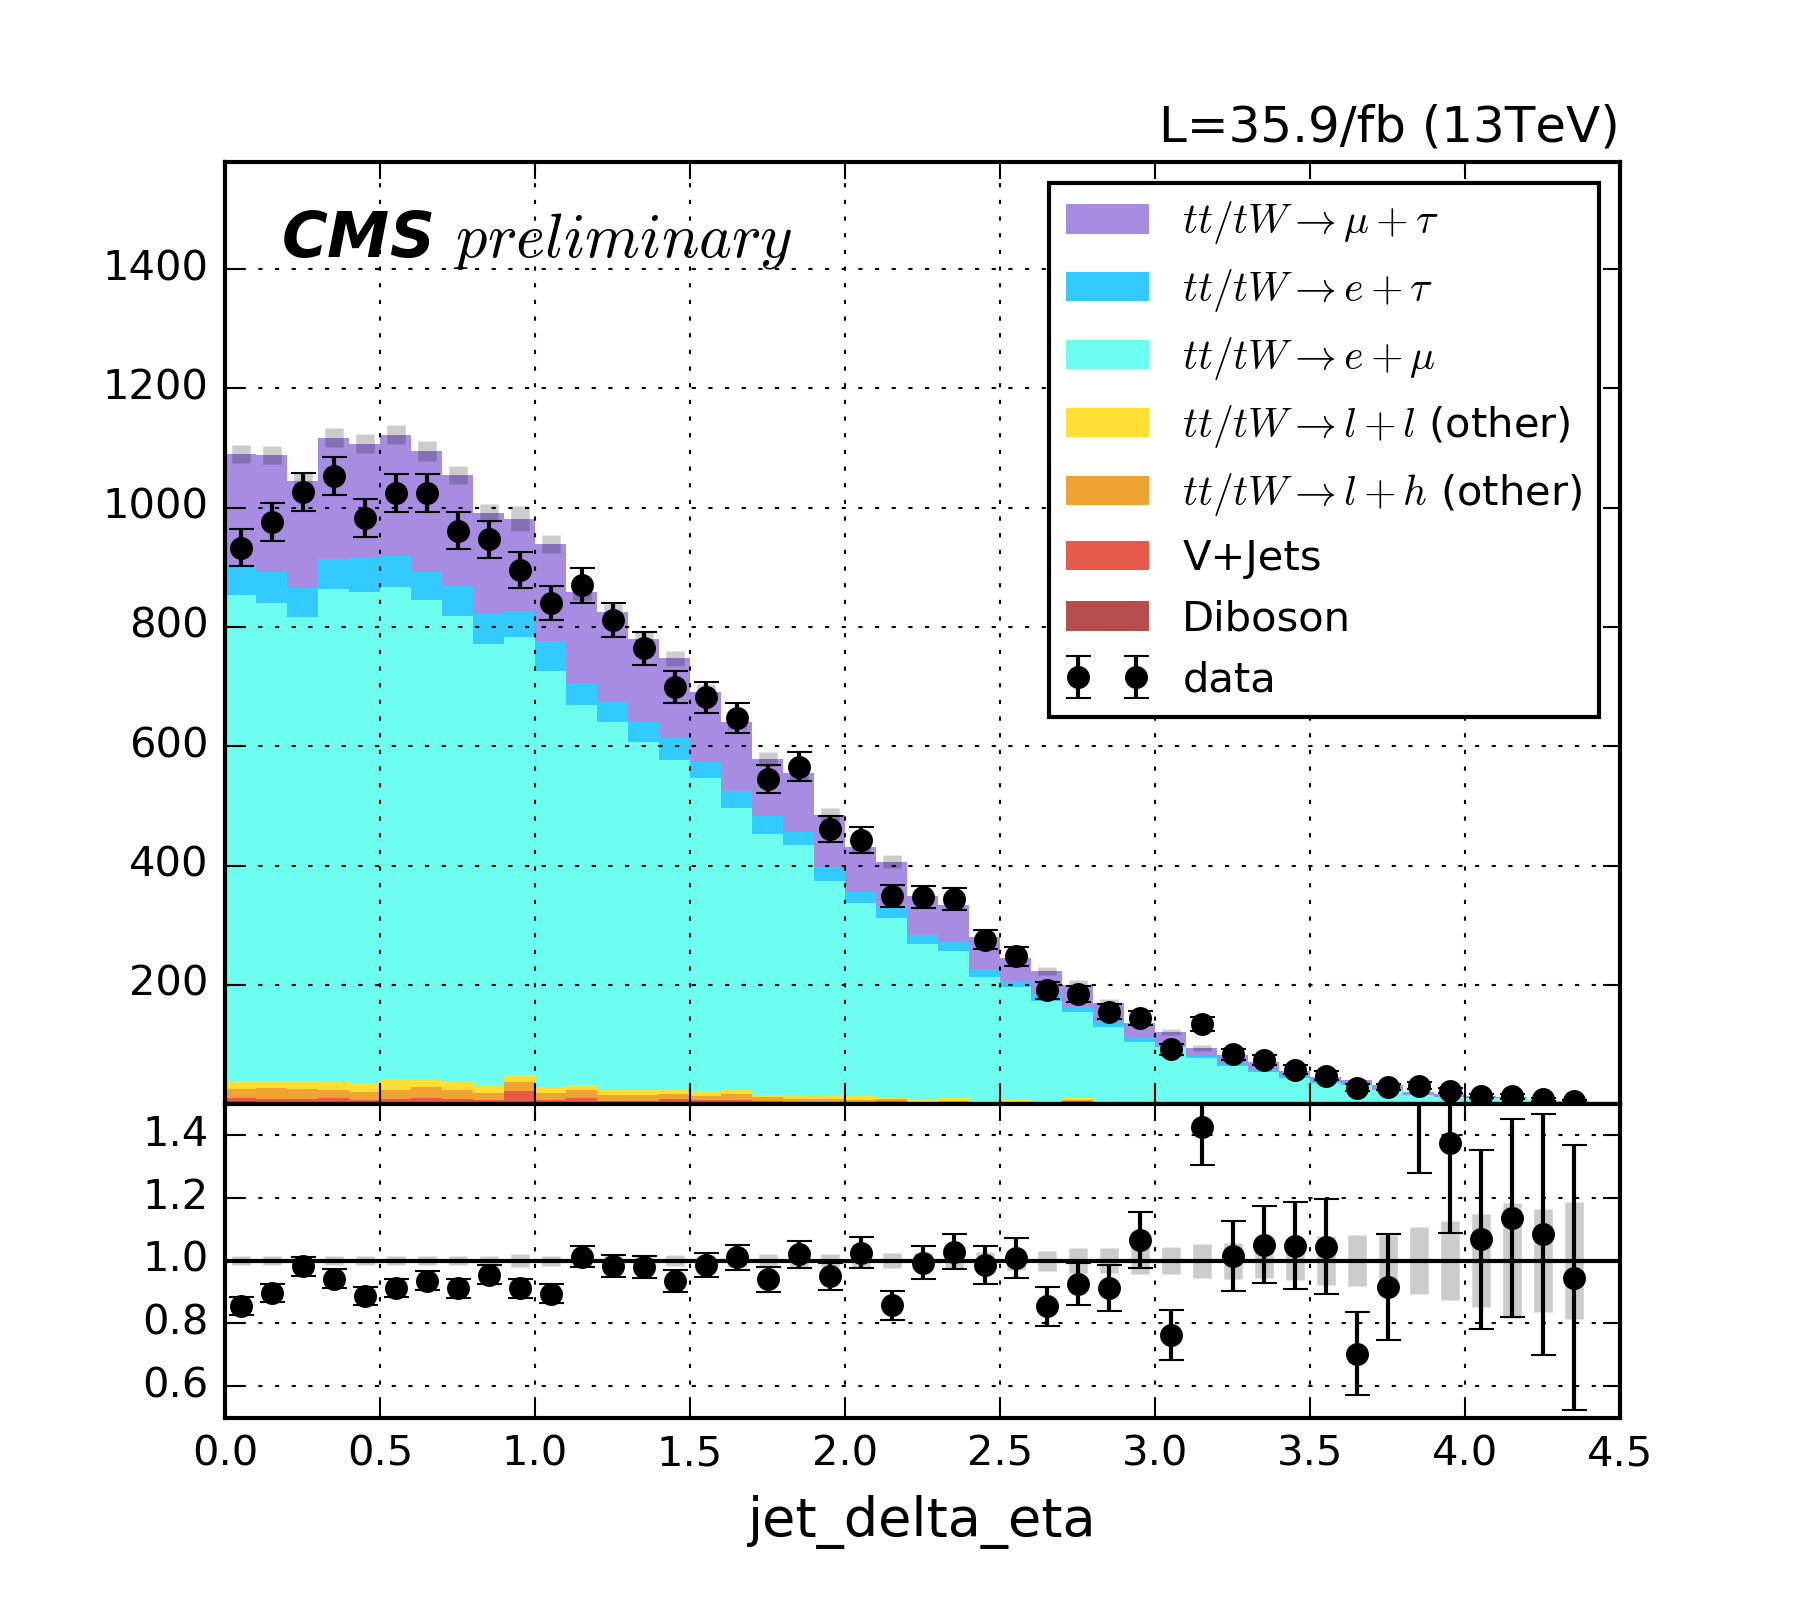 L=35.9/fb (13TeV)
CMS preliminary
1400
1200
1000
800
600
400
200
tt/tW → μ + τ
tt/tW → e + τ
tt/tW → e + μ
tt/tW → l + l (other)
tt/tW → l + h (other)
V+Jets
Diboson
data
1.4
1.2
1.0
0.8
0.6
0.0 0.5 1.0 1.5 2.0 2.5 3.0 3.5 4.0 4.5
jet_delta_eta